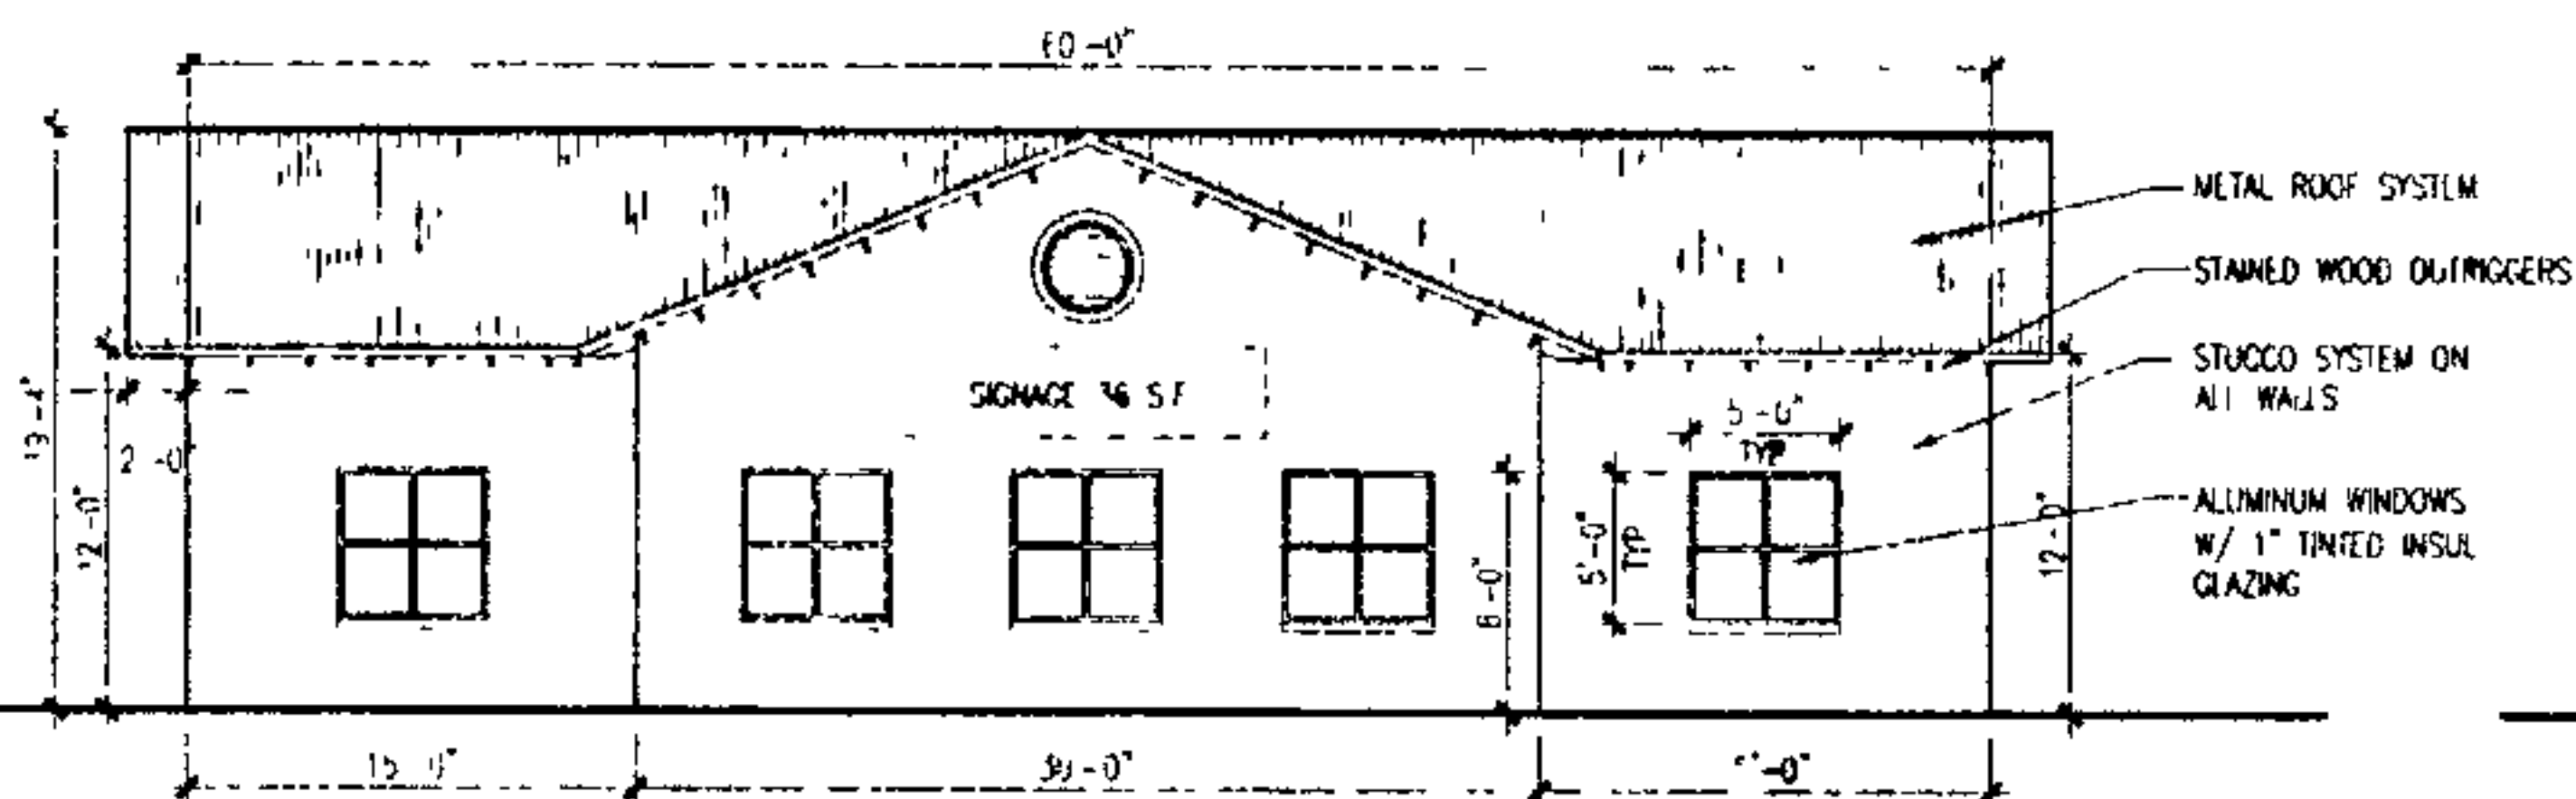 60'-0"
METAL ROOF SYSTEM
STAINED WOOD OUTRIGGERS
STUCCO SYSTEM ON
ALL WALLS
SIGNAGE 36 S.F.
5'-0"
TYP
19'-4"
12'-0"
2'-0
5'-0"
TYP
8'-0"
12'-0"
ALUMINUM WINDOWS
W/ 1" TINTED INSUL
GLAZING
15'-0"
30'-0"